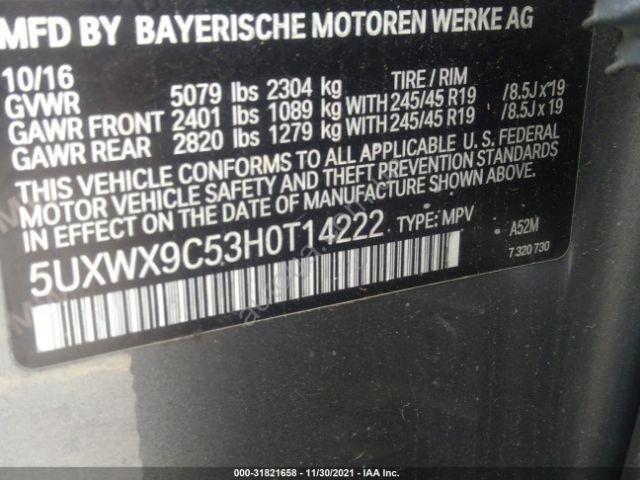 MFD BY BAYERISCHE MOTOREN WERKE AG
10/16 TIRE / RIM
GVWR 5079 lbs 2304 kg
GAWR FRONT 2401 lbs 1089 kg WITH 245/45 R19 /8.5J x 19
GAWR REAR 2820 lbs 1279 kg WITH 245/45 R19 /8.5J x 19
THIS VEHICLE CONFORMS TO ALL APPLICABLE U. S. FEDERAL
MOTOR VEHICLE SAFETY AND THEFT PREVENTION STANDARDS
IN EFFECT ON THE DATE OF MANUFACTURE SHOWN ABOVE.
5UXWX9C53H0T14222 TYPE: MPV A52M
7 320 730
000-31821658 - 11/30/2021 - IAA Inc.